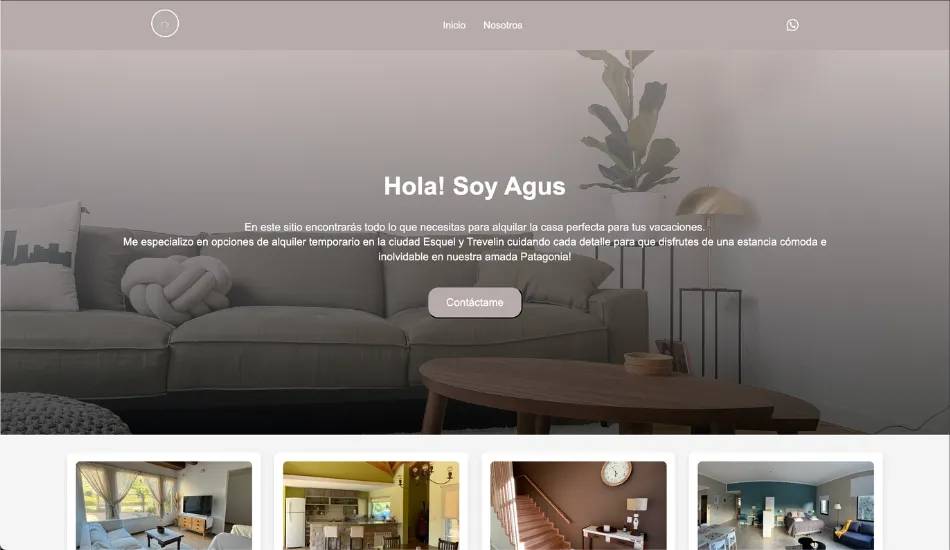 Inicio Nosotros
Hola! Soy Agus
En este sitio encontrarás todo lo que necesitas para alquilar la casa perfecta para tus vacaciones.
Me especializo en opciones de alquiler temporario en la ciudad Esquel y Trevelin cuidando cada detalle para que disfrutes de una estancia cómoda e
inolvidable en nuestra amada Patagonia!
Contáctame